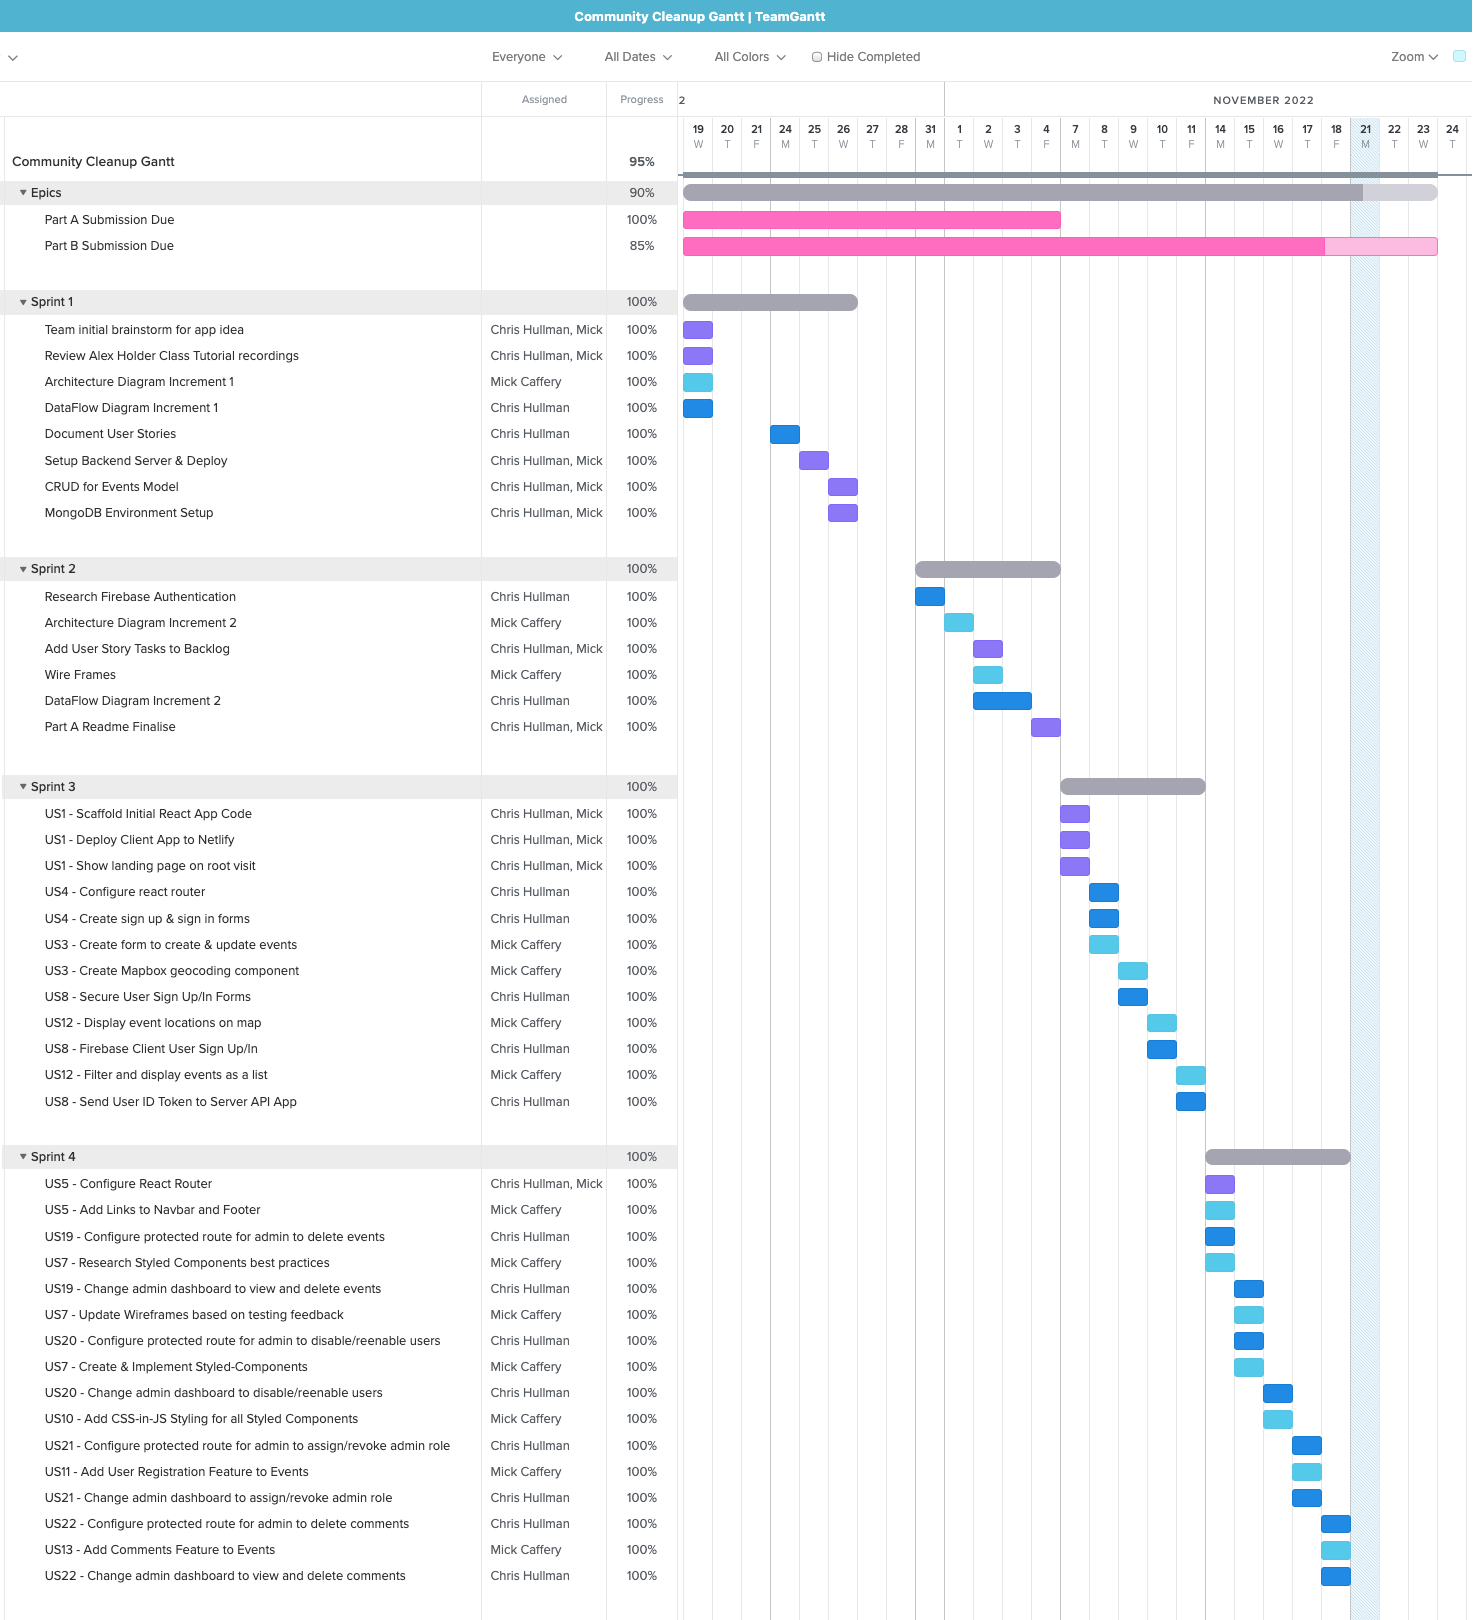 Community Cleanup Gantt | TeamGantt
Everyone All Dates All Colors Hide Completed Zoom
Assigned Progress 2 NOVEMBER 2022
19 20 21 24 25 26 27 28 31 1 2 3 4 7 8 9 10 11 14 15 16 17 18 21 22 23 24
W T F M T W T F M T W T F M T W T F M T W T F M T W T
Community Cleanup Gantt 95%
Epics 90%
Part A Submission Due 100%
Part B Submission Due 85%
Sprint 1 100%
Team initial brainstorm for app idea Chris Hullman, Mick 100%
Review Alex Holder Class Tutorial recordings Chris Hullman, Mick 100%
Architecture Diagram Increment 1 Mick Caffery 100%
DataFlow Diagram Increment 1 Chris Hullman 100%
Document User Stories Chris Hullman 100%
Setup Backend Server & Deploy Chris Hullman, Mick 100%
CRUD for Events Model Chris Hullman, Mick 100%
MongoDB Environment Setup Chris Hullman, Mick 100%
Sprint 2 100%
Research Firebase Authentication Chris Hullman 100%
Architecture Diagram Increment 2 Mick Caffery 100%
Add User Story Tasks to Backlog Chris Hullman, Mick 100%
Wire Frames Mick Caffery 100%
DataFlow Diagram Increment 2 Chris Hullman 100%
Part A Readme Finalise Chris Hullman, Mick 100%
Sprint 3 100%
US1 - Scaffold Initial React App Code Chris Hullman, Mick 100%
US1 - Deploy Client App to Netlify Chris Hullman, Mick 100%
US1 - Show landing page on root visit Chris Hullman, Mick 100%
US4 - Configure react router Chris Hullman 100%
US4 - Create sign up & sign in forms Chris Hullman 100%
US3 - Create form to create & update events Mick Caffery 100%
US3 - Create Mapbox geocoding component Mick Caffery 100%
US8 - Secure User Sign Up/In Forms Chris Hullman 100%
US12 - Display event locations on map Mick Caffery 100%
US8 - Firebase Client User Sign Up/In Chris Hullman 100%
US12 - Filter and display events as a list Mick Caffery 100%
US8 - Send User ID Token to Server API App Chris Hullman 100%
Sprint 4 100%
US5 - Configure React Router Chris Hullman, Mick 100%
US5 - Add Links to Navbar and Footer Mick Caffery 100%
US19 - Configure protected route for admin to delete events Chris Hullman 100%
US7 - Research Styled Components best practices Mick Caffery 100%
US19 - Change admin dashboard to view and delete events Chris Hullman 100%
US7 - Update Wireframes based on testing feedback Mick Caffery 100%
US20 - Configure protected route for admin to disable/reenable users Chris Hullman 100%
US7 - Create & Implement Styled-Components Mick Caffery 100%
US20 - Change admin dashboard to disable/reenable users Chris Hullman 100%
US10 - Add CSS-in-JS Styling for all Styled Components Mick Caffery 100%
US21 - Configure protected route for admin to assign/revoke admin role Chris Hullman 100%
US11 - Add User Registration Feature to Events Mick Caffery 100%
US21 - Change admin dashboard to assign/revoke admin role Chris Hullman 100%
US22 - Configure protected route for admin to delete comments Chris Hullman 100%
US13 - Add Comments Feature to Events Mick Caffery 100%
US22 - Change admin dashboard to view and delete comments Chris Hullman 100%